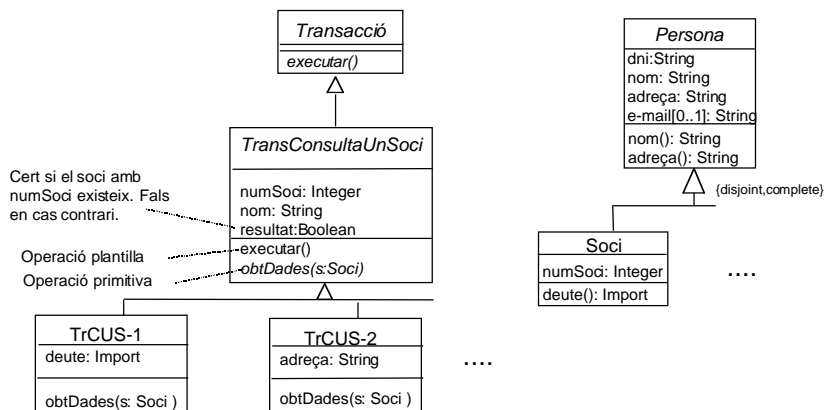 Transacció
executar()
TransConsultaUnSoci
numSoci: Integer
nom: String
resultat:Boolean
executar()
obtDades(s:Soci)
Cert si el soci amb
numSoci existeix. Fals
en cas contrari.
Operació plantilla
Operació primitiva
TrCUS-1
deute: Import
obtDades(s: Soci )
TrCUS-2
adreça: String
obtDades(s: Soci )
....
Persona
dni:String
nom: String
adreça: String
e-mail[0..1]: String
nom(): String
adreça(): String
{disjoint,complete}
Soci
numSoci: Integer
deute(): Import
....